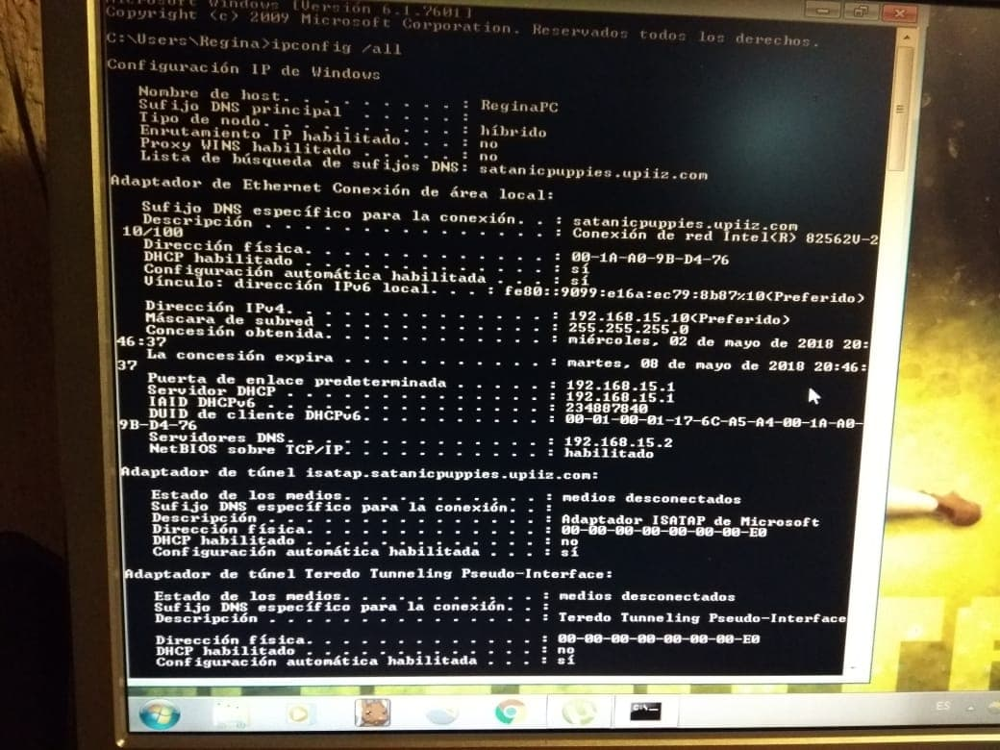 Microsoft Windows [Versión 6.1.7601]
Copyright (c) 2009 Microsoft Corporation. Reservados todos los derechos.
C:\Users\Regina>ipconfig /all
Configuración IP de Windows
Nombre de host. . . . . . . . . : ReginaPC
Sufijo DNS principal . . . . . :
Tipo de nodo. . . . . . . . . . : híbrido
Enrutamiento IP habilitado. . . : no
Proxy WINS habilitado . . . . . : no
Lista de búsqueda de sufijos DNS: satanicpuppies.upiiz.com
Adaptador de Ethernet Conexión de área local:
Sufijo DNS específico para la conexión. . : satanicpuppies.upiiz.com
Descripción . . . . . . . . . . . . . . . : Conexión de red Intel(R) 82562V-2
10/100
Dirección física. . . . . . . . . . . . . : 00-1A-A0-9B-D4-76
DHCP habilitado . . . . . . . . . . . . . : sí
Configuración automática habilitada . . . : sí
Vínculo: dirección IPv6 local. . . : fe80::9099:e16a:ec79:8b87%10(Preferido)
Dirección IPv4. . . . . . . . . . . . . . : 192.168.15.10(Preferido)
Máscara de subred . . . . . . . . . . . . : 255.255.255.0
Concesión obtenida. . . . . . . . . . . . : miércoles, 02 de mayo de 2018 20:
46:37
La concesión expira . . . . . . . . . . . : martes, 08 de mayo de 2018 20:46:
37
Puerta de enlace predeterminada . . . . . : 192.168.15.1
Servidor DHCP . . . . . . . . . . . . . . : 192.168.15.1
IAID DHCPv6 . . . . . . . . . . . . . . . : 234887840
DUID de cliente DHCPv6. . . . . . . . . . : 00-01-00-01-17-6C-A5-A4-00-1A-A0-
9B-D4-76
Servidores DNS. . . . . . . . . . . . . . : 192.168.15.2
NetBIOS sobre TCP/IP. . . . . . . . . . . : habilitado
Adaptador de túnel isatap.satanicpuppies.upiiz.com:
Estado de los medios. . . . . . . . . . . : medios desconectados
Sufijo DNS específico para la conexión. . :
Descripción . . . . . . . . . . . . . . . : Adaptador ISATAP de Microsoft
Dirección física. . . . . . . . . . . . . : 00-00-00-00-00-00-00-E0
DHCP habilitado . . . . . . . . . . . . . : no
Configuración automática habilitada . . . : sí
Adaptador de túnel Teredo Tunneling Pseudo-Interface:
Estado de los medios. . . . . . . . . . . : medios desconectados
Sufijo DNS específico para la conexión. . :
Descripción . . . . . . . . . . . . . . . : Teredo Tunneling Pseudo-Interface
Dirección física. . . . . . . . . . . . . : 00-00-00-00-00-00-00-E0
DHCP habilitado . . . . . . . . . . . . . : no
Configuración automática habilitada . . . : sí
ES